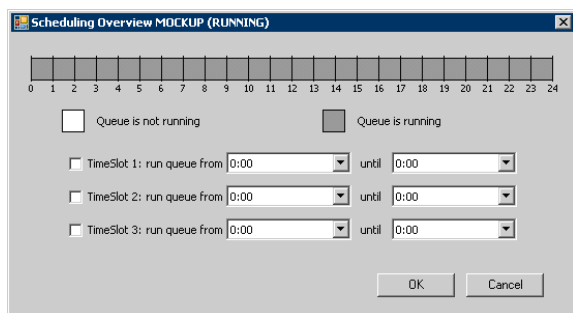 Scheduling Overview MOCKUP (RUNNING)
0 1 2 3 4 5 6 7 8 9 10 11 12 13 14 15 16 17 18 19 20 21 22 23 24
Queue is not running Queue is running
TimeSlot 1: run queue from 0:00 until 0:00
TimeSlot 2: run queue from 0:00 until 0:00
TimeSlot 3: run queue from 0:00 until 0:00
OK Cancel